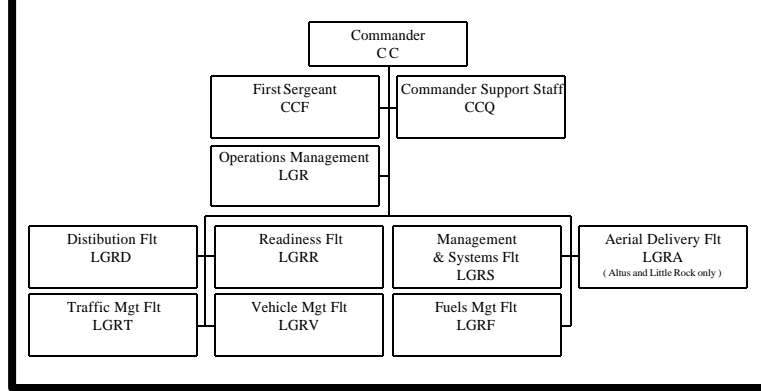 Commander
CC
First Sergeant
CCF
Commander Support Staff
CCQ
Operations Management
LGR
Distibution Flt
LGRD
Readiness Flt
LGRR
Management
& Systems Flt
LGRS
Aerial Delivery Flt
LGRA
( Altus and Little Rock only )
Traffic Mgt Flt
LGRT
Vehicle Mgt Flt
LGRV
Fuels Mgt Flt
LGRF